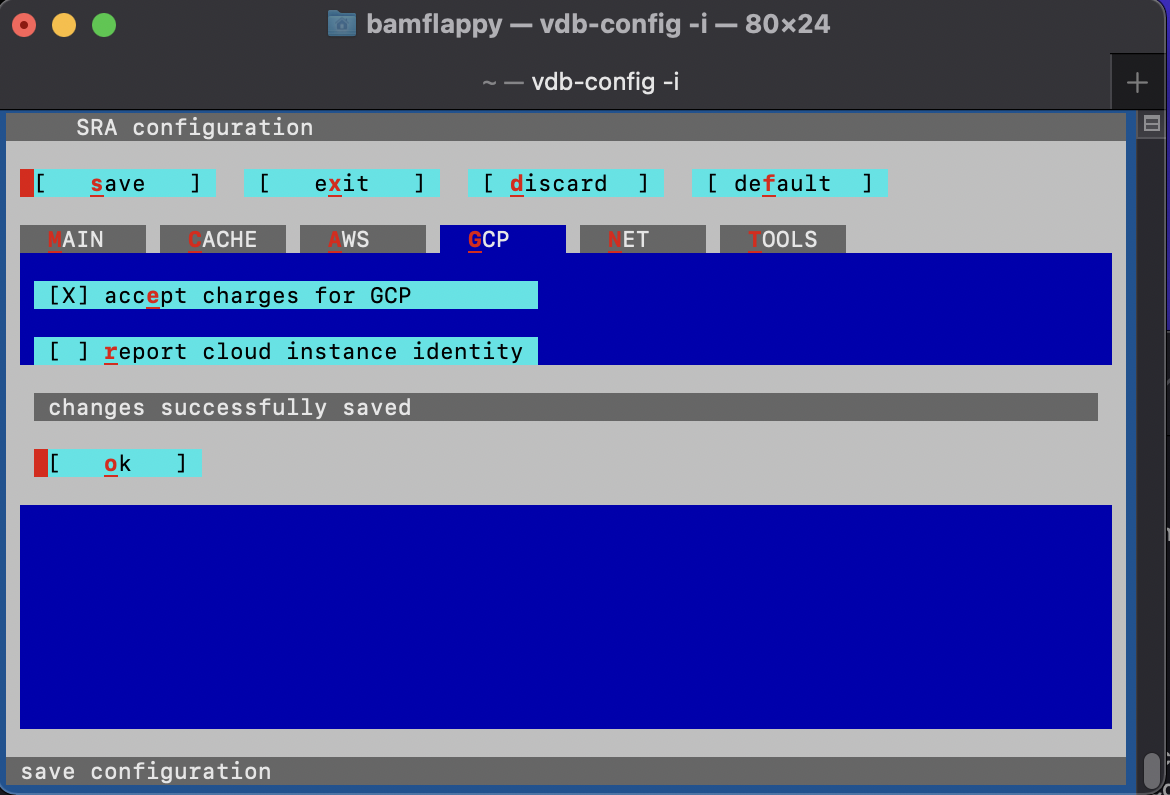 bamflappy — vdb-config -i — 80×24
~ — vdb-config -i
SRA configuration
[ save ] [ exit ] [ discard ] [ default ]
MAIN CACHE AWS GCP NET TOOLS
[X] accept charges for GCP
[ ] report cloud instance identity
changes successfully saved
[ ok ]
save configuration